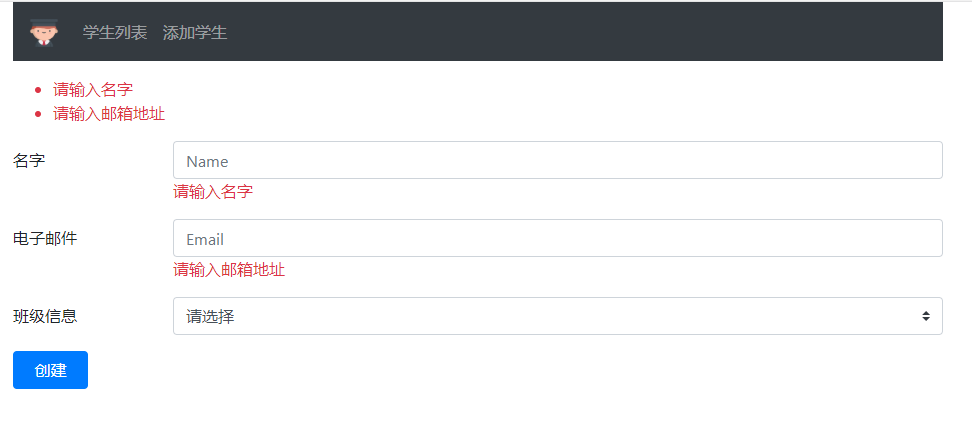 学生列表 添加学生
请输入名字
请输入邮箱地址
名字 Name
请输入名字
电子邮件 Email
请输入邮箱地址
班级信息 请选择
创建